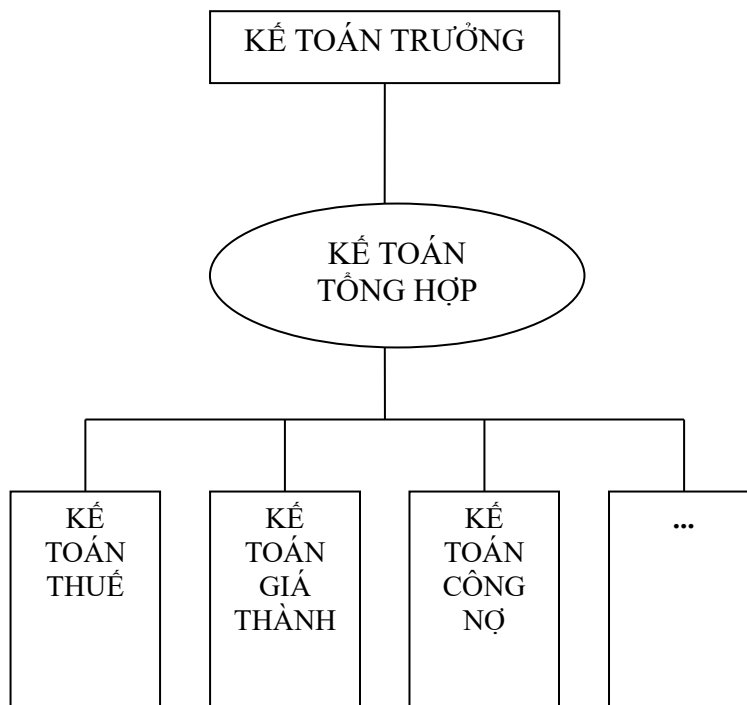 KẾ TOÁN TRƯỞNG
KẾ TOÁN
TỔNG HỢP
KẾ
TOÁN
THUẾ
KẾ
TOÁN
GIÁ
THÀNH
KẾ
TOÁN
CÔNG
NỢ
...